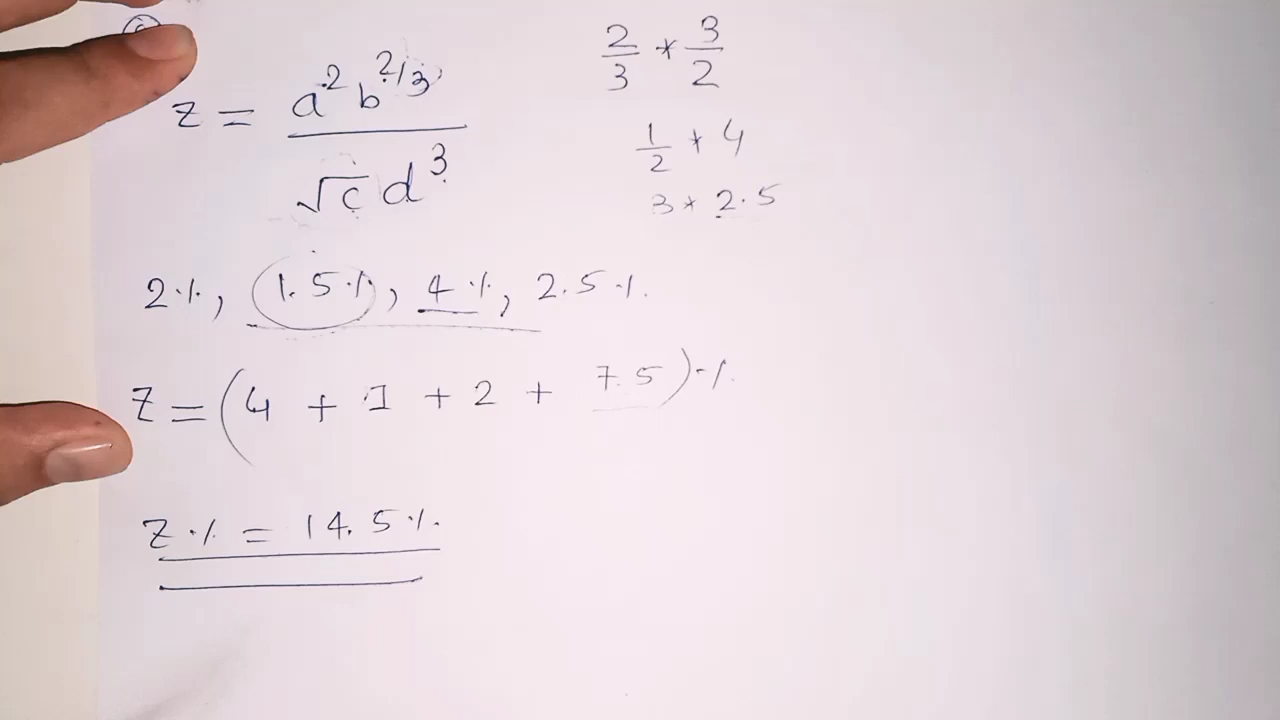 z = a² b^2/3 / √c d³
2/3 * 3/2
1/2 * 4
3 * 2.5
2%, 1.5%, 4%, 2.5%.
Z = (4 + 1 + 2 + 7.5)%.
Z% = 14.5%.